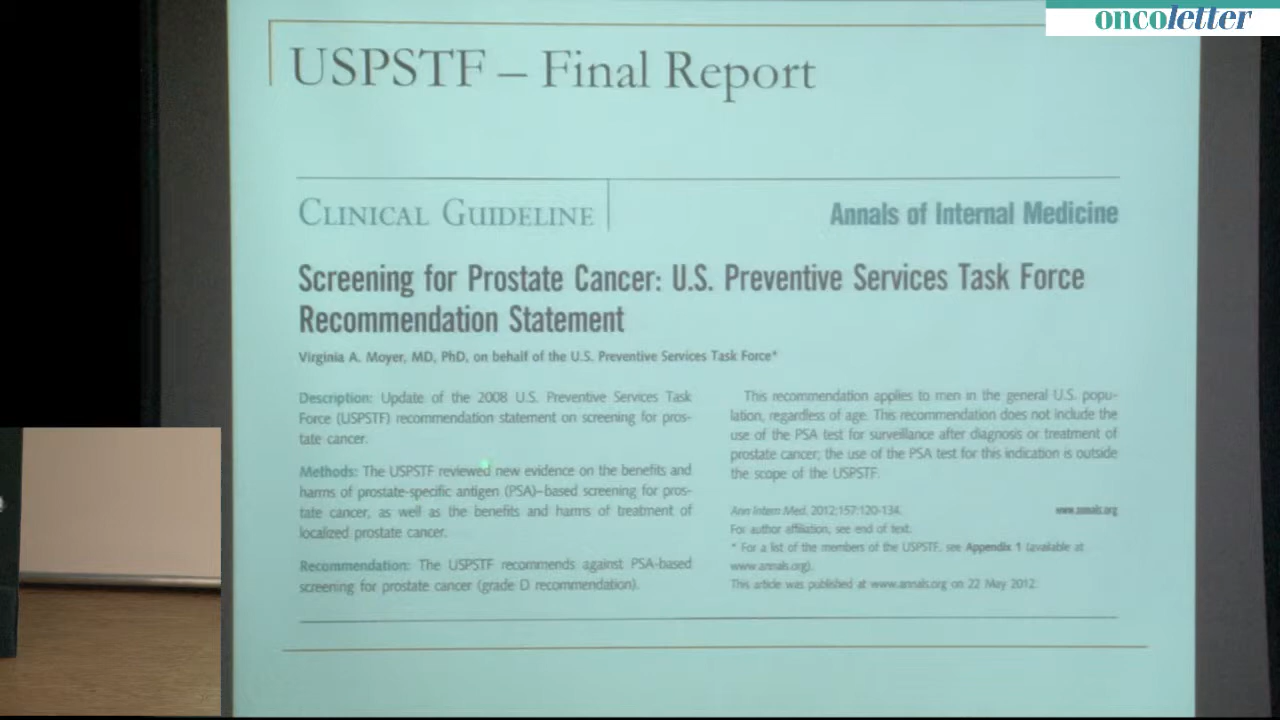 oncoletter
USPSTF – Final Report
CLINICAL GUIDELINE
Annals of Internal Medicine
Screening for Prostate Cancer: U.S. Preventive Services Task Force
Recommendation Statement
Virginia A. Moyer, MD, PhD, on behalf of the U.S. Preventive Services Task Force*
Description: Update of the 2008 U.S. Preventive Services Task
Force (USPSTF) recommendation statement on screening for pros-
tate cancer.
Methods: The USPSTF reviewed new evidence on the benefits and
harms of prostate-specific antigen (PSA)–based screening for pros-
tate cancer, as well as the benefits and harms of treatment of
localized prostate cancer.
Recommendation: The USPSTF recommends against PSA-based
screening for prostate cancer (grade D recommendation).
This recommendation applies to men in the general U.S. popu-
lation, regardless of age. This recommendation does not include the
use of the PSA test for surveillance after diagnosis or treatment of
prostate cancer; the use of the PSA test for this indication is outside
the scope of the USPSTF.
Ann Intern Med. 2012;157:120-134.
www.annals.org
For author affiliation, see end of text.
* For a list of the members of the USPSTF, see Appendix 1 (available at
www.annals.org).
This article was published at www.annals.org on 22 May 2012.